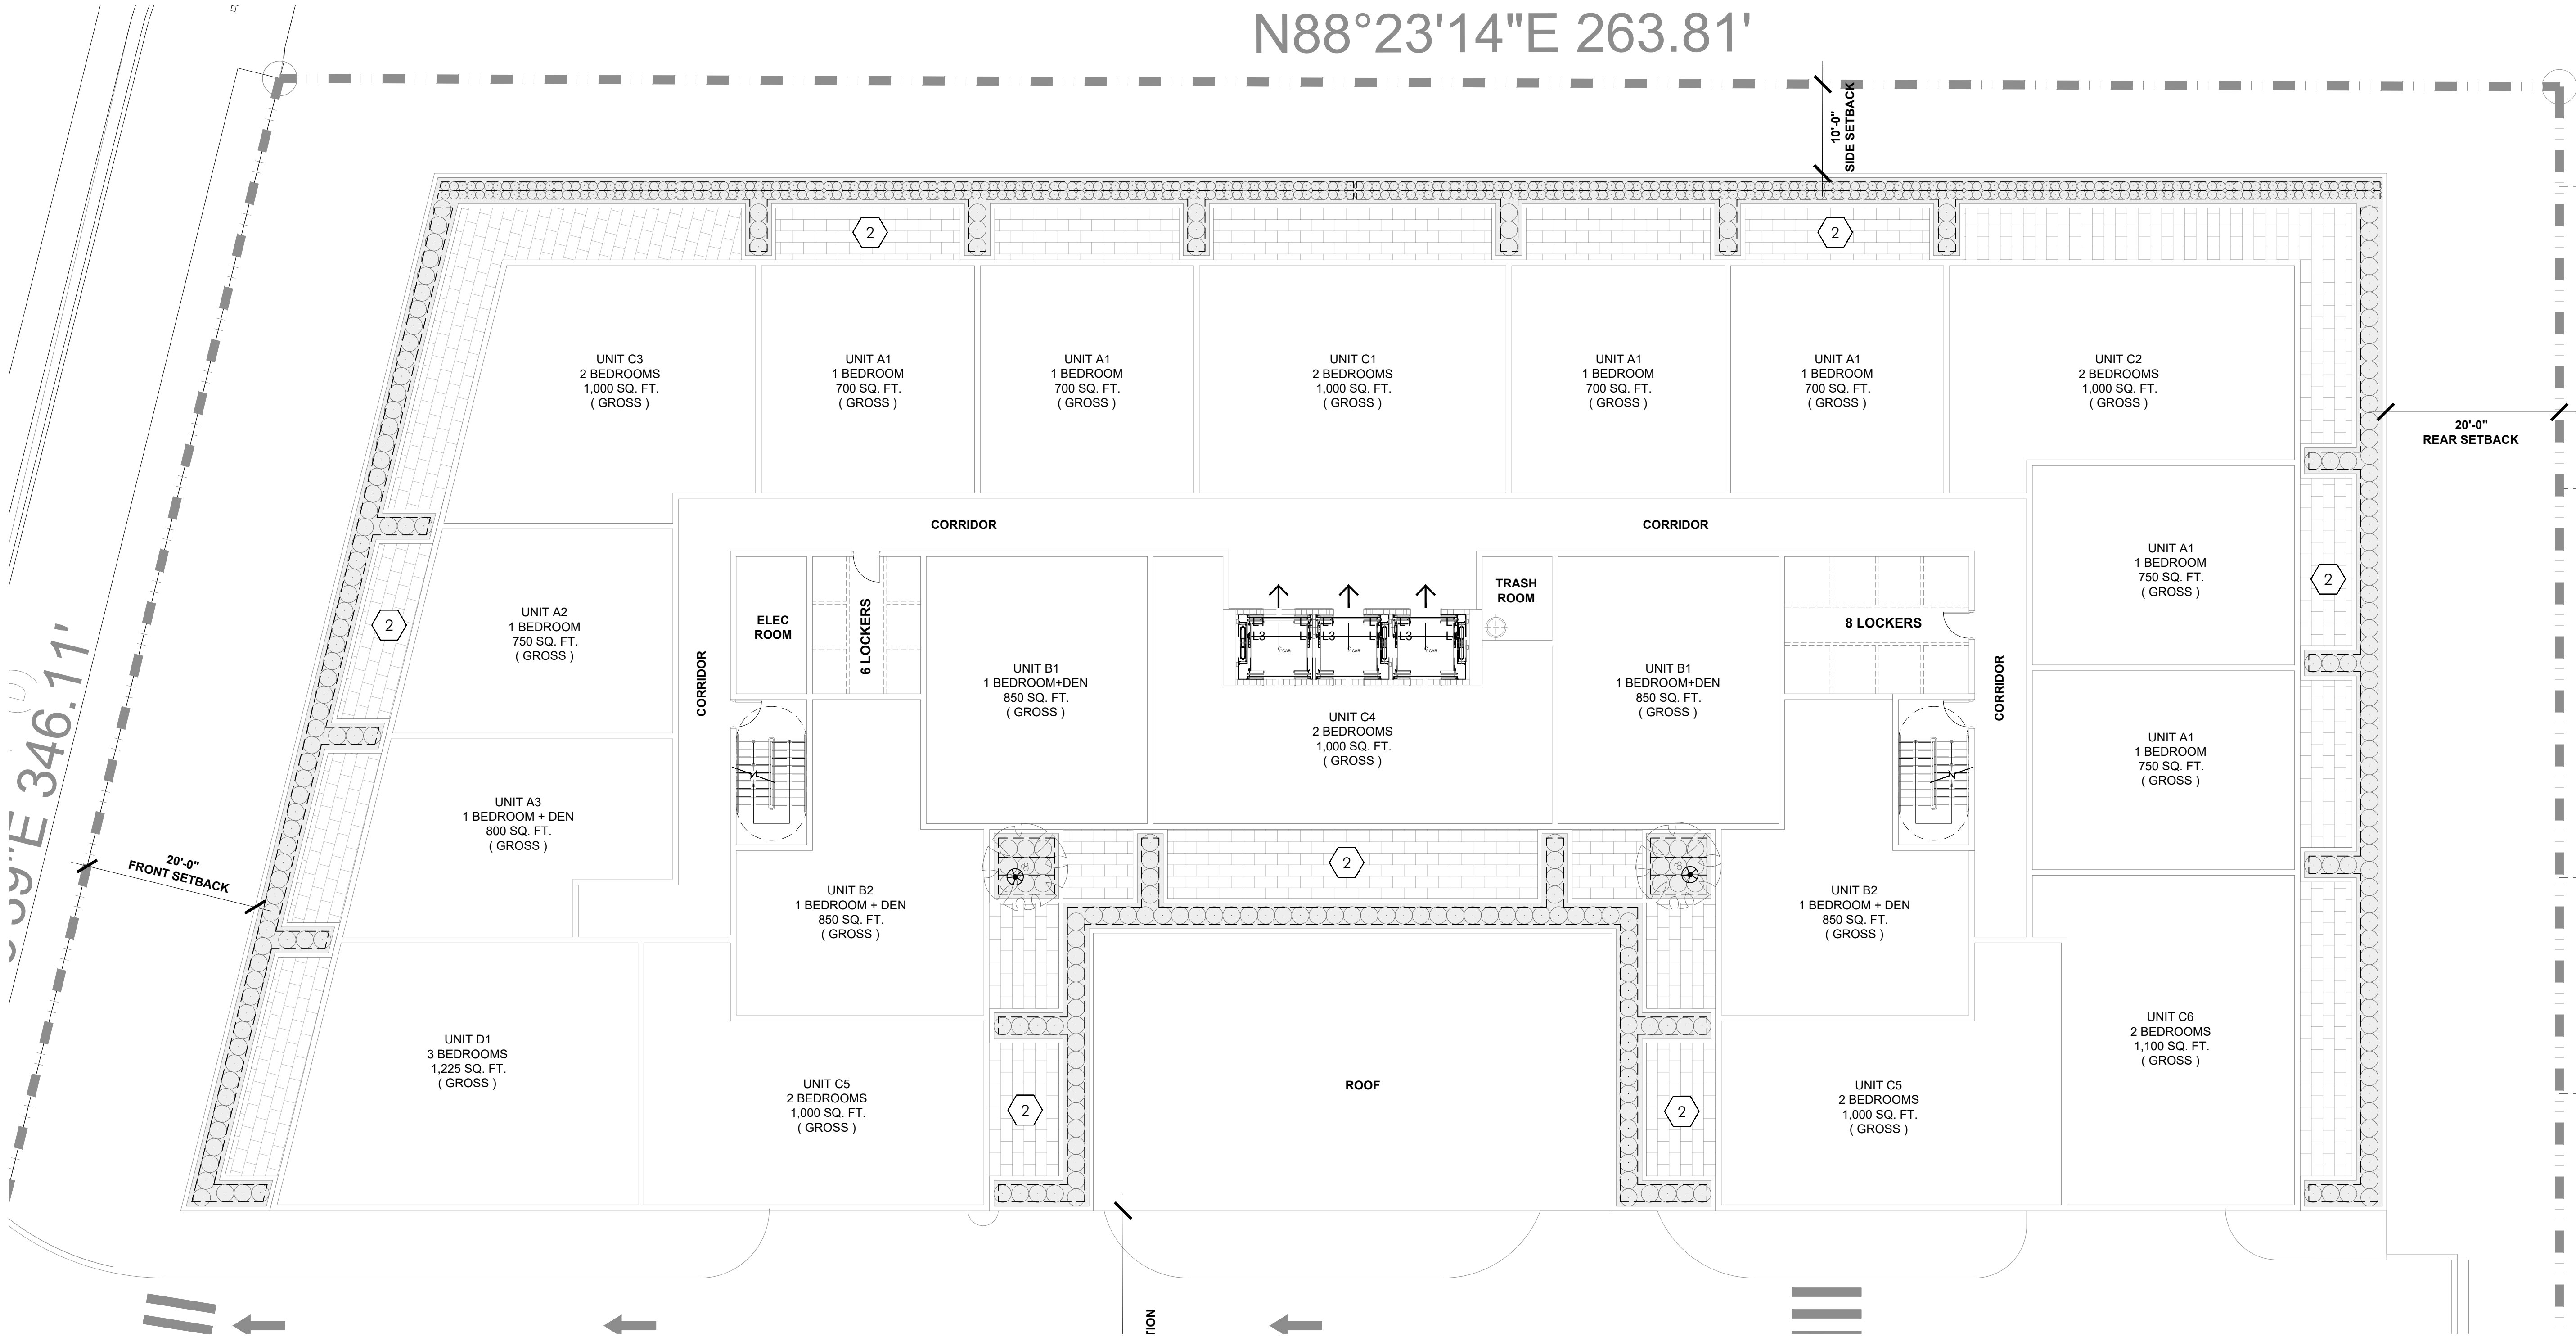 N88°23'14"E 263.81'
10'-0"
SIDE SETBACK
2
2
UNIT C3
2 BEDROOMS
1,000 SQ. FT.
( GROSS )
UNIT A1
1 BEDROOM
700 SQ. FT.
( GROSS )
UNIT A1
1 BEDROOM
700 SQ. FT.
( GROSS )
UNIT C1
2 BEDROOMS
1,000 SQ. FT.
( GROSS )
UNIT A1
1 BEDROOM
700 SQ. FT.
( GROSS )
UNIT A1
1 BEDROOM
700 SQ. FT.
( GROSS )
UNIT C2
2 BEDROOMS
1,000 SQ. FT.
( GROSS )
20'-0"
REAR SETBACK
CORRIDOR
CORRIDOR
UNIT A2
1 BEDROOM
750 SQ. FT.
( GROSS )
2
ELEC
ROOM
6 LOCKERS
TRASH
ROOM
8 LOCKERS
UNIT A1
1 BEDROOM
750 SQ. FT.
( GROSS )
2
L3
L3
L3
CAR
CAR
CAR
CORRIDOR
UNIT B1
1 BEDROOM+DEN
850 SQ. FT.
( GROSS )
UNIT C4
2 BEDROOMS
1,000 SQ. FT.
( GROSS )
UNIT B1
1 BEDROOM+DEN
850 SQ. FT.
( GROSS )
CORRIDOR
UNIT A1
1 BEDROOM
750 SQ. FT.
( GROSS )
UNIT A3
1 BEDROOM + DEN
800 SQ. FT.
( GROSS )
E 346.11'
20'-0"
FRONT SETBACK
2
UNIT B2
1 BEDROOM + DEN
850 SQ. FT.
( GROSS )
UNIT B2
1 BEDROOM + DEN
850 SQ. FT.
( GROSS )
UNIT D1
3 BEDROOMS
1,225 SQ. FT.
( GROSS )
UNIT C5
2 BEDROOMS
1,000 SQ. FT.
( GROSS )
2
ROOF
2
UNIT C5
2 BEDROOMS
1,000 SQ. FT.
( GROSS )
UNIT C6
2 BEDROOMS
1,100 SQ. FT.
( GROSS )